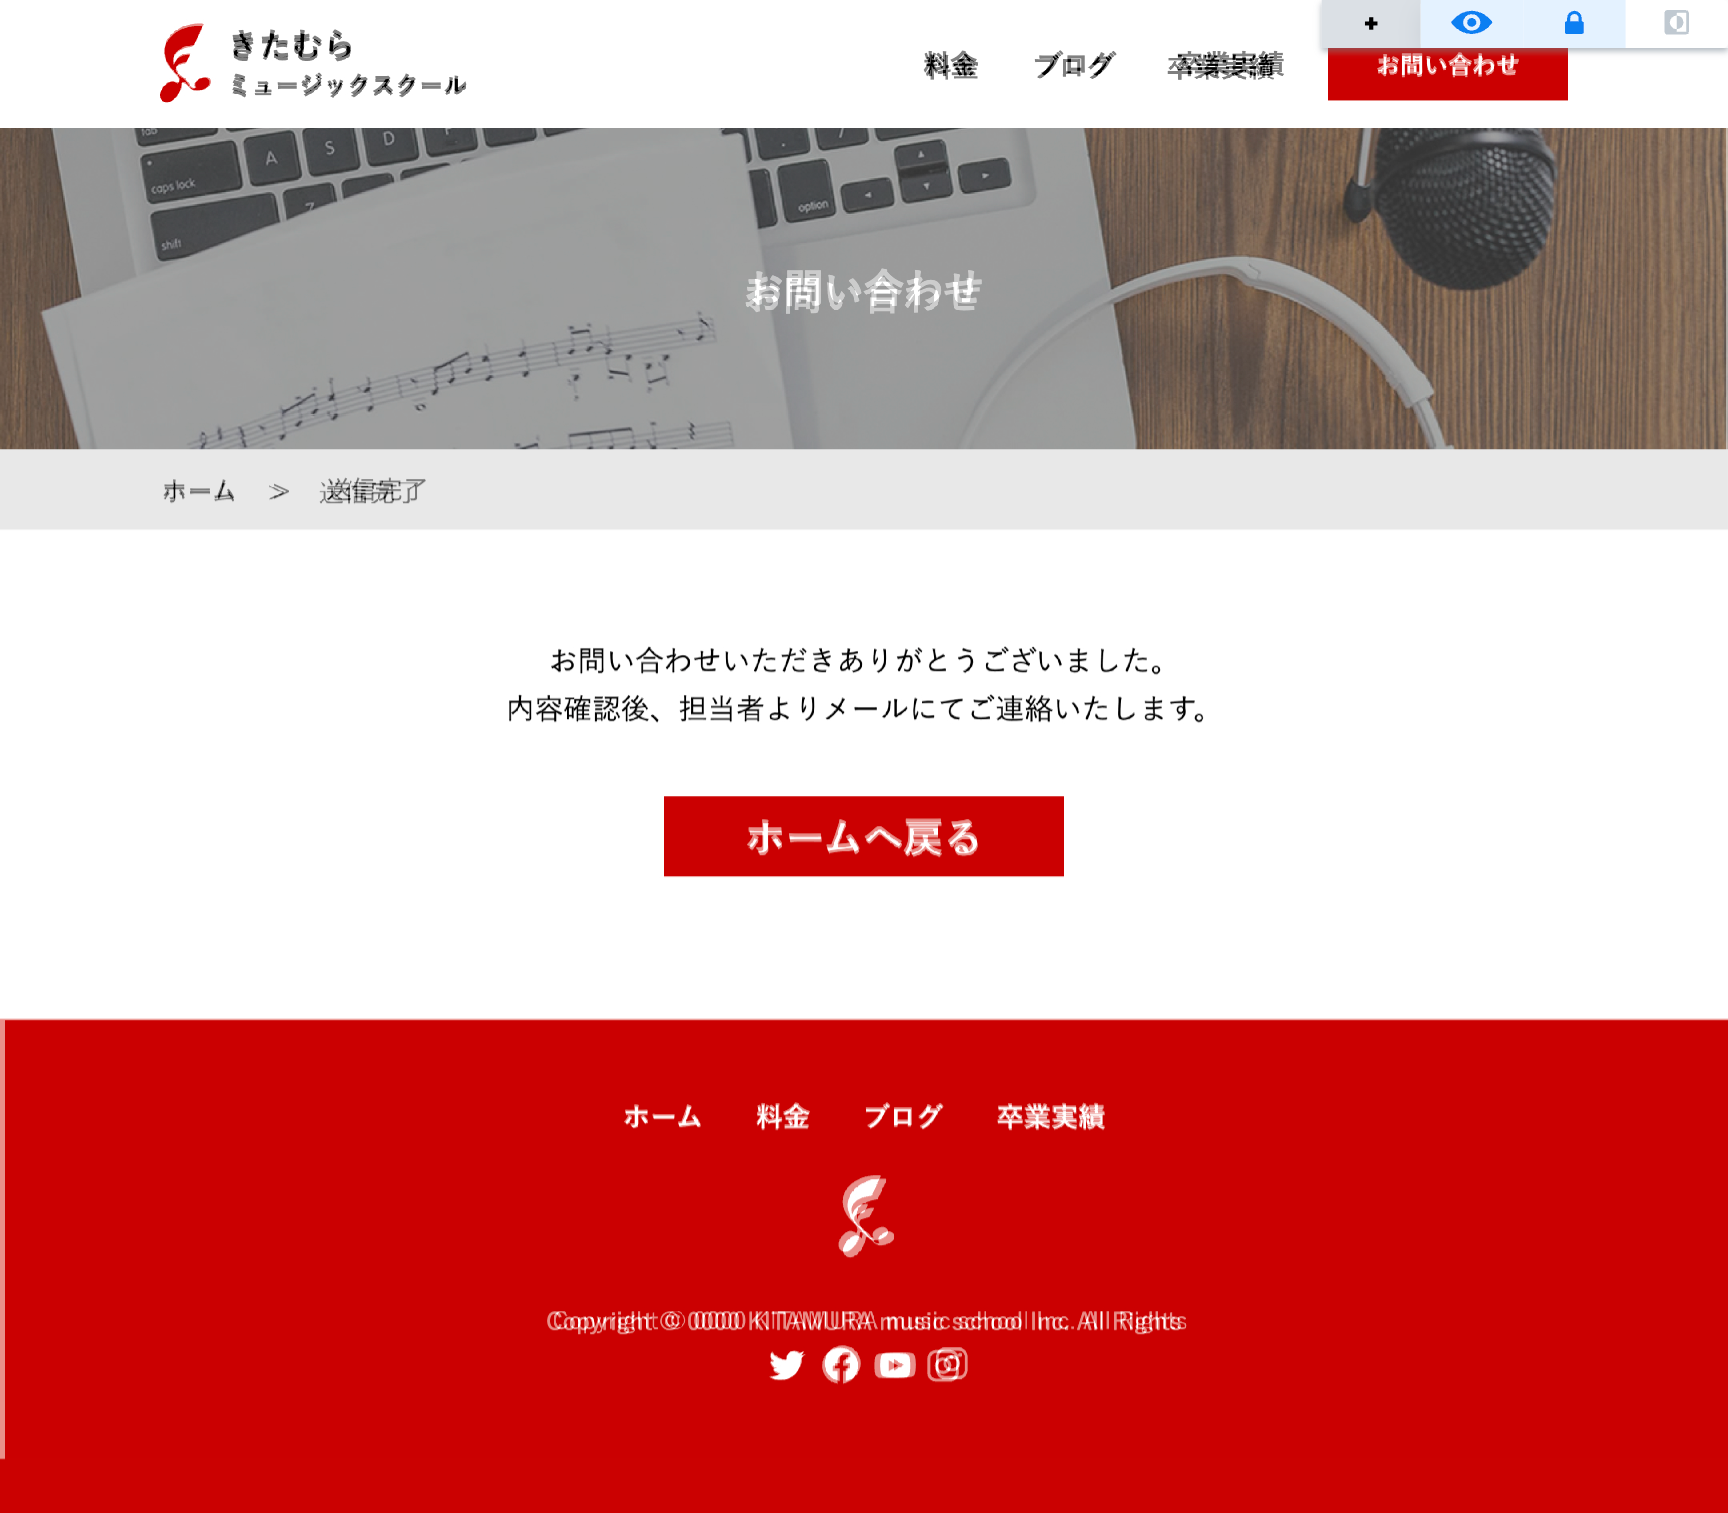 きたむら
ミュージックスクール
料金 ブログ 卒業実績 お問い合わせ
tab
caps lock A S D F
shift Z
option
お問い合わせ
ホーム > 送信完了
お問い合わせいただきありがとうございました。
内容確認後、担当者よりメールにてご連絡いたします。
ホームへ戻る
ホーム 料金 ブログ 卒業実績
Copyright © 0000 KITAMURA music school Inc. All Rights